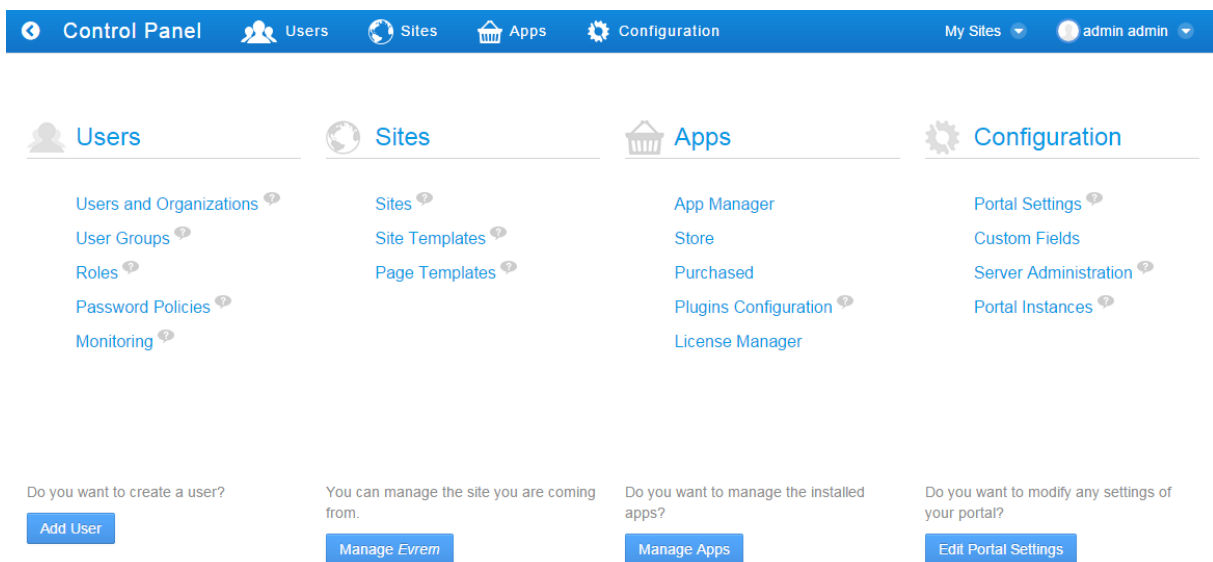 Control Panel Users Sites Apps Configuration My Sites admin admin
Users
Users and Organizations
User Groups
Roles
Password Policies
Monitoring
Do you want to create a user?
Add User
Sites
Sites
Site Templates
Page Templates
You can manage the site you are coming
from.
Manage Evrem
Apps
App Manager
Store
Purchased
Plugins Configuration
License Manager
Do you want to manage the installed
apps?
Manage Apps
Configuration
Portal Settings
Custom Fields
Server Administration
Portal Instances
Do you want to modify any settings of
your portal?
Edit Portal Settings